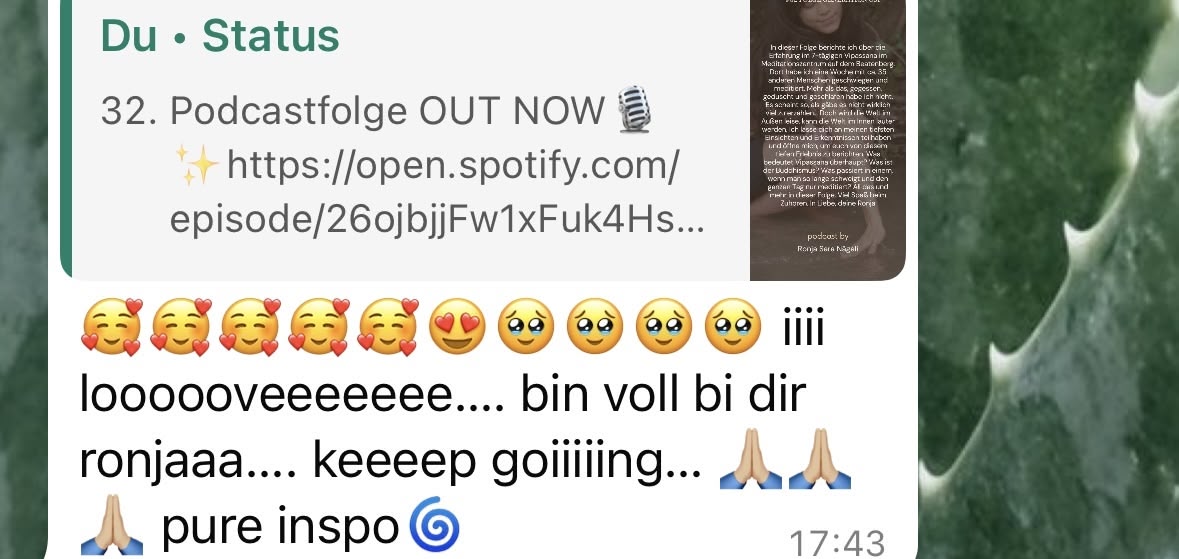 Du • Status
32. Podcastfolge OUT NOW🎙️
✨https://open.spotify.com/
episode/26ojbjjFw1xFuk4Hs...
In dieser Folge berichte ich über die
Erfahrung im 7-tägigen Vipassana im
Meditationszentrum auf dem Beatenberg.
Dort habe ich eine Woche mit ca. 35
anderen Menschen geschwiegen und
meditiert. Mehr als das, gegessen,
geduscht und geschlafen habe ich nicht.
Es scheint so, als gäbe es nicht wirklich
viel zu erzählen. Doch wird die Welt im
Außen leise, kann die Welt im Innen lauter
werden. Ich lasse dich an meinen tiefsten
Einsichten und Erkenntnissen teilhaben
und öffne mich, um euch von diesem
tiefen Erlebnis zu berichten. Was
bedeutet Vipassana überhaupt? Was ist
der Buddhismus? Was passiert in einem,
wenn man so lange schweigt und den
ganzen Tag nur meditiert? All das und
mehr in dieser Folge. Viel Spaß beim
Zuhören. In Liebe, deine Ronja
podcast by
Ronja Sara Nägeli
🥰🥰🥰🥰🥰😍🥹🥹🥹🥹 iiii
loooooveeeeeee.... bin voll bi dir
ronjaaa.... keeeep goiiiiing... 🙏🏼🙏🏼
🙏🏼 pure inspo🌀
17:43